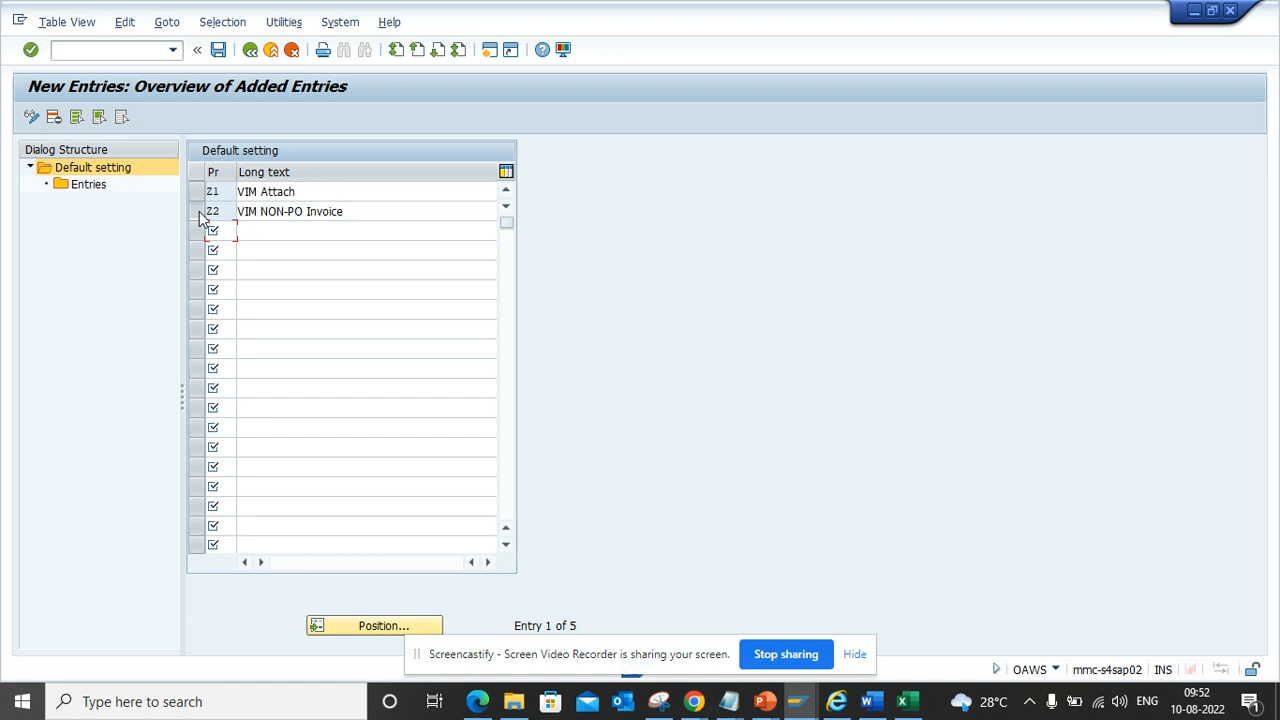 Table View Edit Goto Selection Utilities System Help
New Entries: Overview of Added Entries
Dialog Structure
Default setting
Entries
Default setting
Pr Long text
Z1 VIM Attach
Z2 VIM NON-PO Invoice
Position...
Entry 1 of 5
Screencastify - Screen Video Recorder is sharing your screen.
Stop sharing
Hide
OAWS mmc-s4sap02 INS
Type here to search
28°C
ENG
09:52
10-08-2022
1